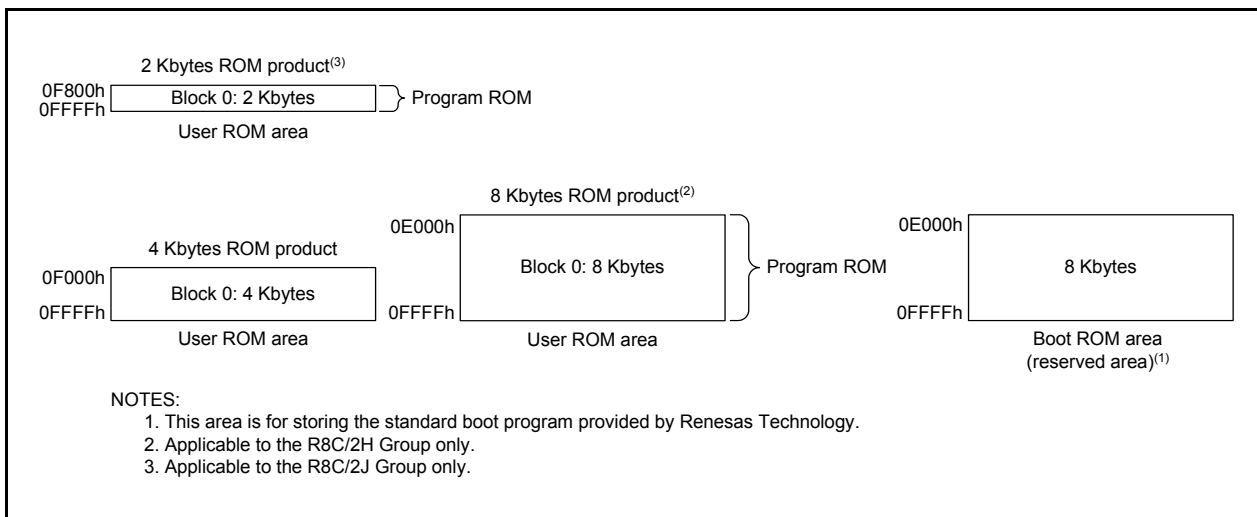 2 Kbytes ROM product(3)
0F800h
0FFFFh
Block 0: 2 Kbytes
Program ROM
User ROM area
4 Kbytes ROM product
0F000h
0FFFFh
Block 0: 4 Kbytes
User ROM area
8 Kbytes ROM product(2)
0E000h
0FFFFh
Block 0: 8 Kbytes
Program ROM
User ROM area
0E000h
0FFFFh
8 Kbytes
Boot ROM area
(reserved area)(1)
NOTES:
1. This area is for storing the standard boot program provided by Renesas Technology.
2. Applicable to the R8C/2H Group only.
3. Applicable to the R8C/2J Group only.